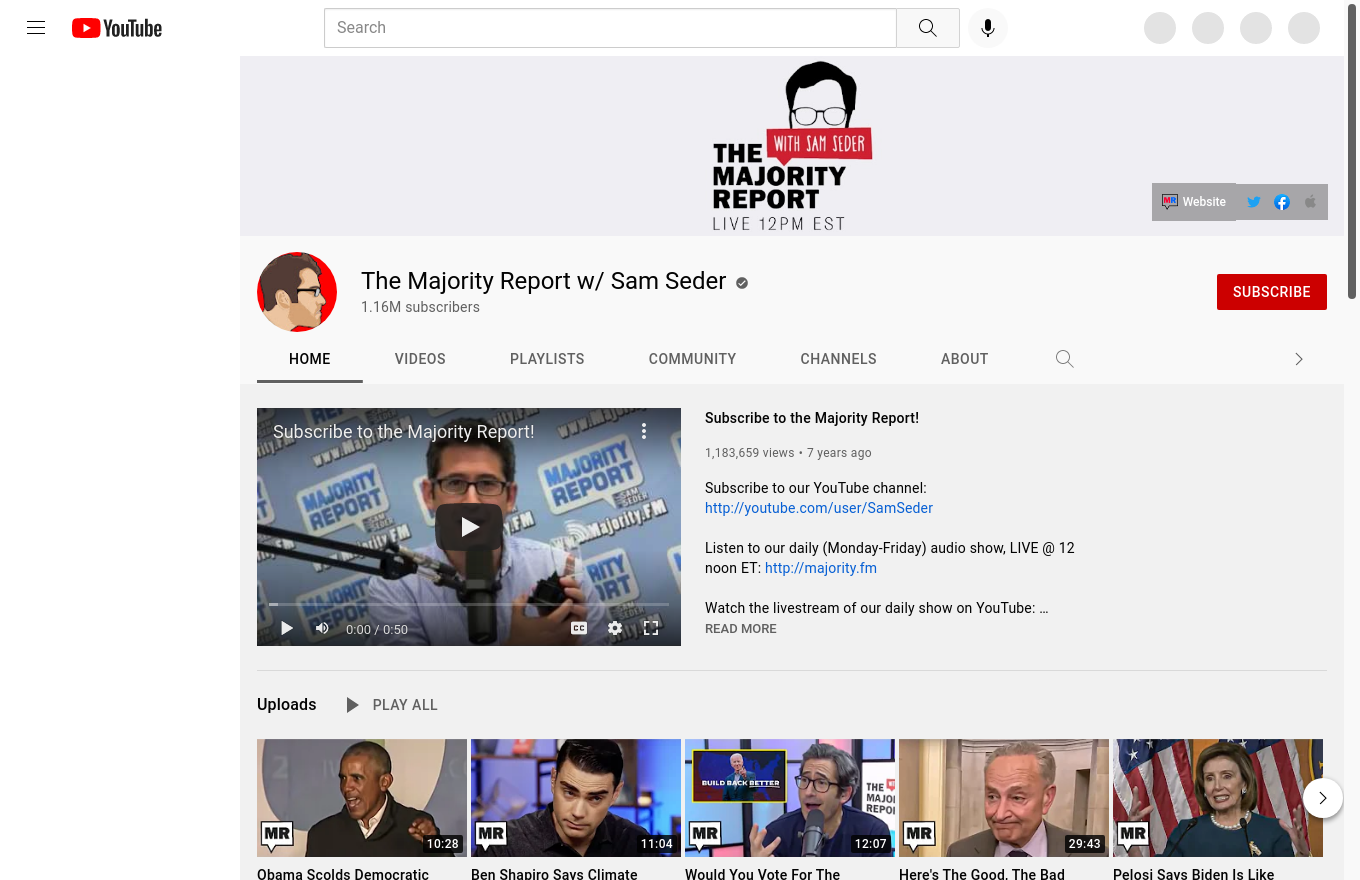 YouTube
Search
WITH SAM SEDER
THE
MAJORITY
REPORT
LIVE 12PM EST
MR Website
The Majority Report w/ Sam Seder
1.16M subscribers
SUBSCRIBE
HOME VIDEOS PLAYLISTS COMMUNITY CHANNELS ABOUT
Subscribe to the Majority Report!
MAJORITY
REPORT
MAJORITY
REPORT
SAM
SEDER
Majority.FM
0:00 / 0:50
CC
Subscribe to the Majority Report!
1,183,659 views • 7 years ago
Subscribe to our YouTube channel:
http://youtube.com/user/SamSeder
Listen to our daily (Monday-Friday) audio show, LIVE @ 12
noon ET: http://majority.fm
Watch the livestream of our daily show on YouTube: ...
READ MORE
Uploads PLAY ALL
MR 10:28
MR 11:04
BUILD BACK BETTER
MR 12:07
MR 29:43
MR
Obama Scolds Democratic
Ben Shapiro Says Climate
Would You Vote For The
Here's The Good, The Bad
Pelosi Says Biden Is Like